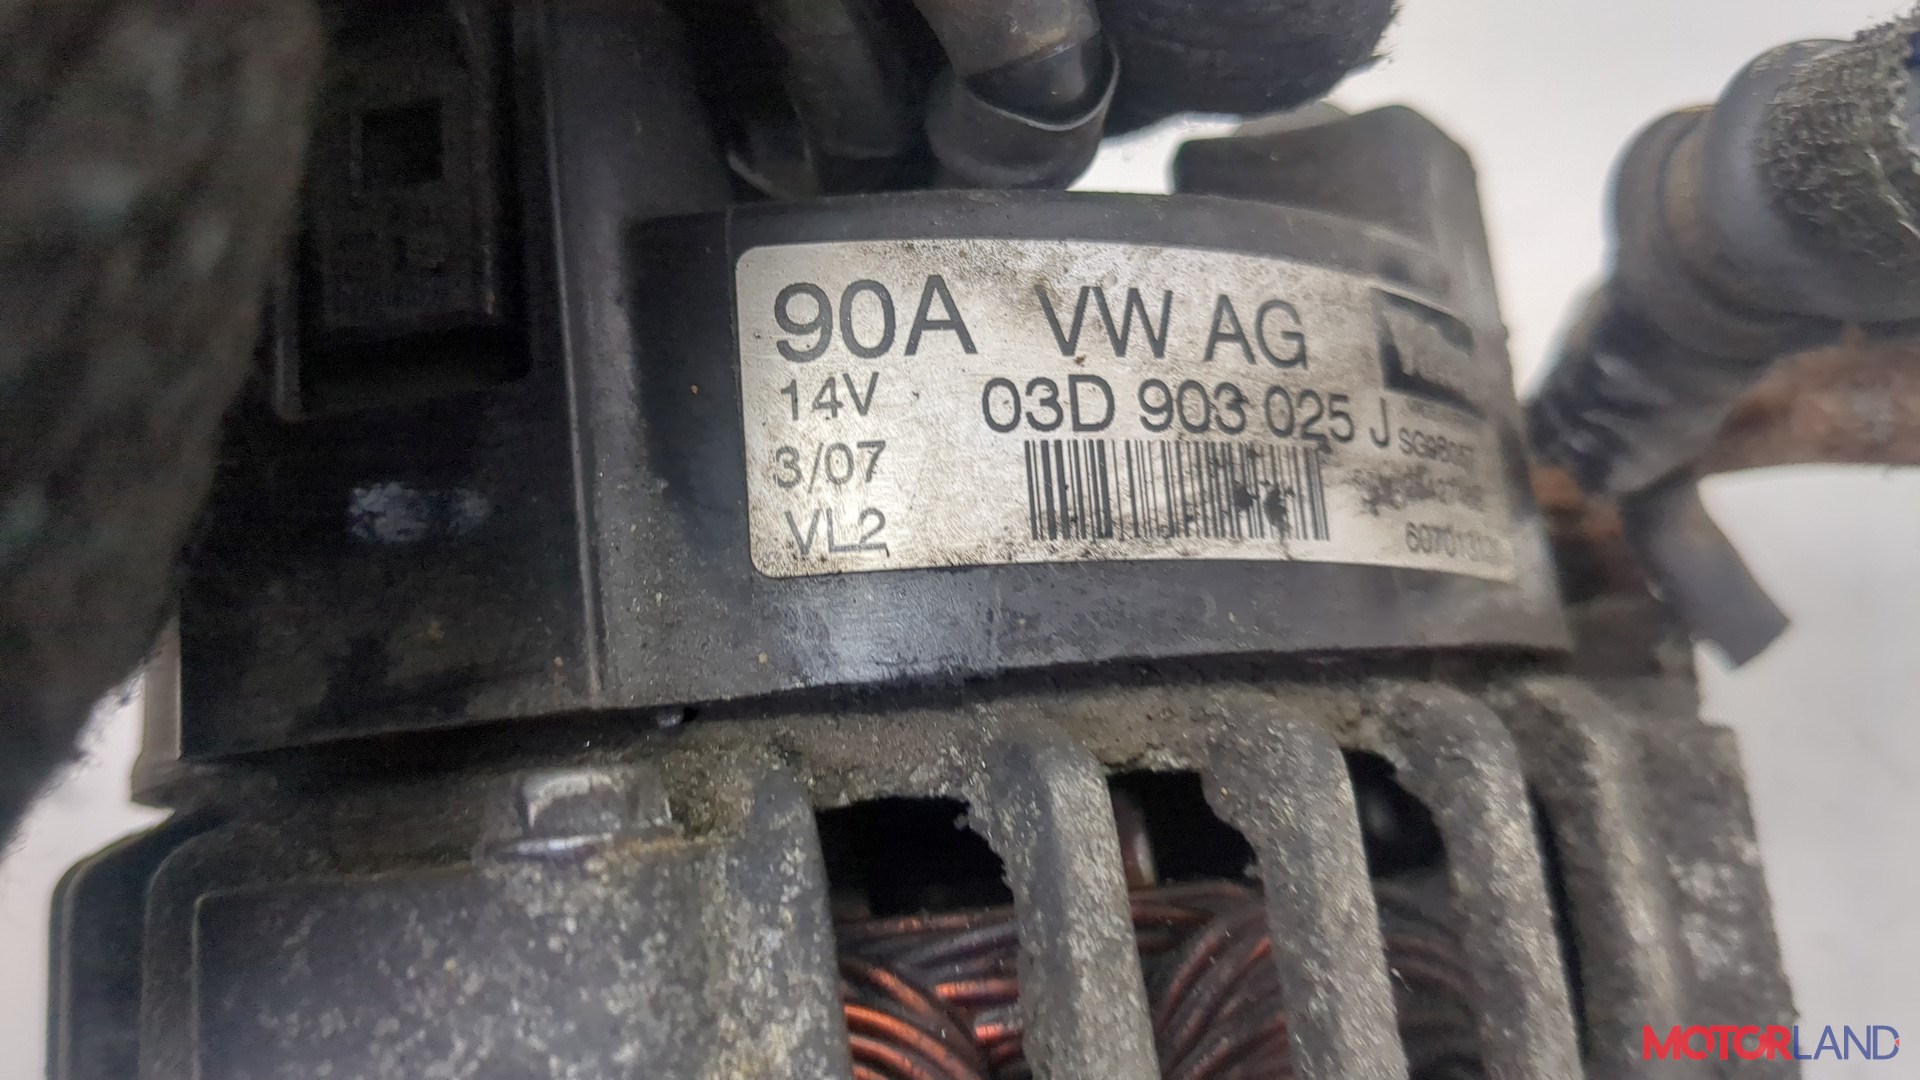 90A VW AG
14V 03D 903 025 J
3/07
VL2
MOTORLAND